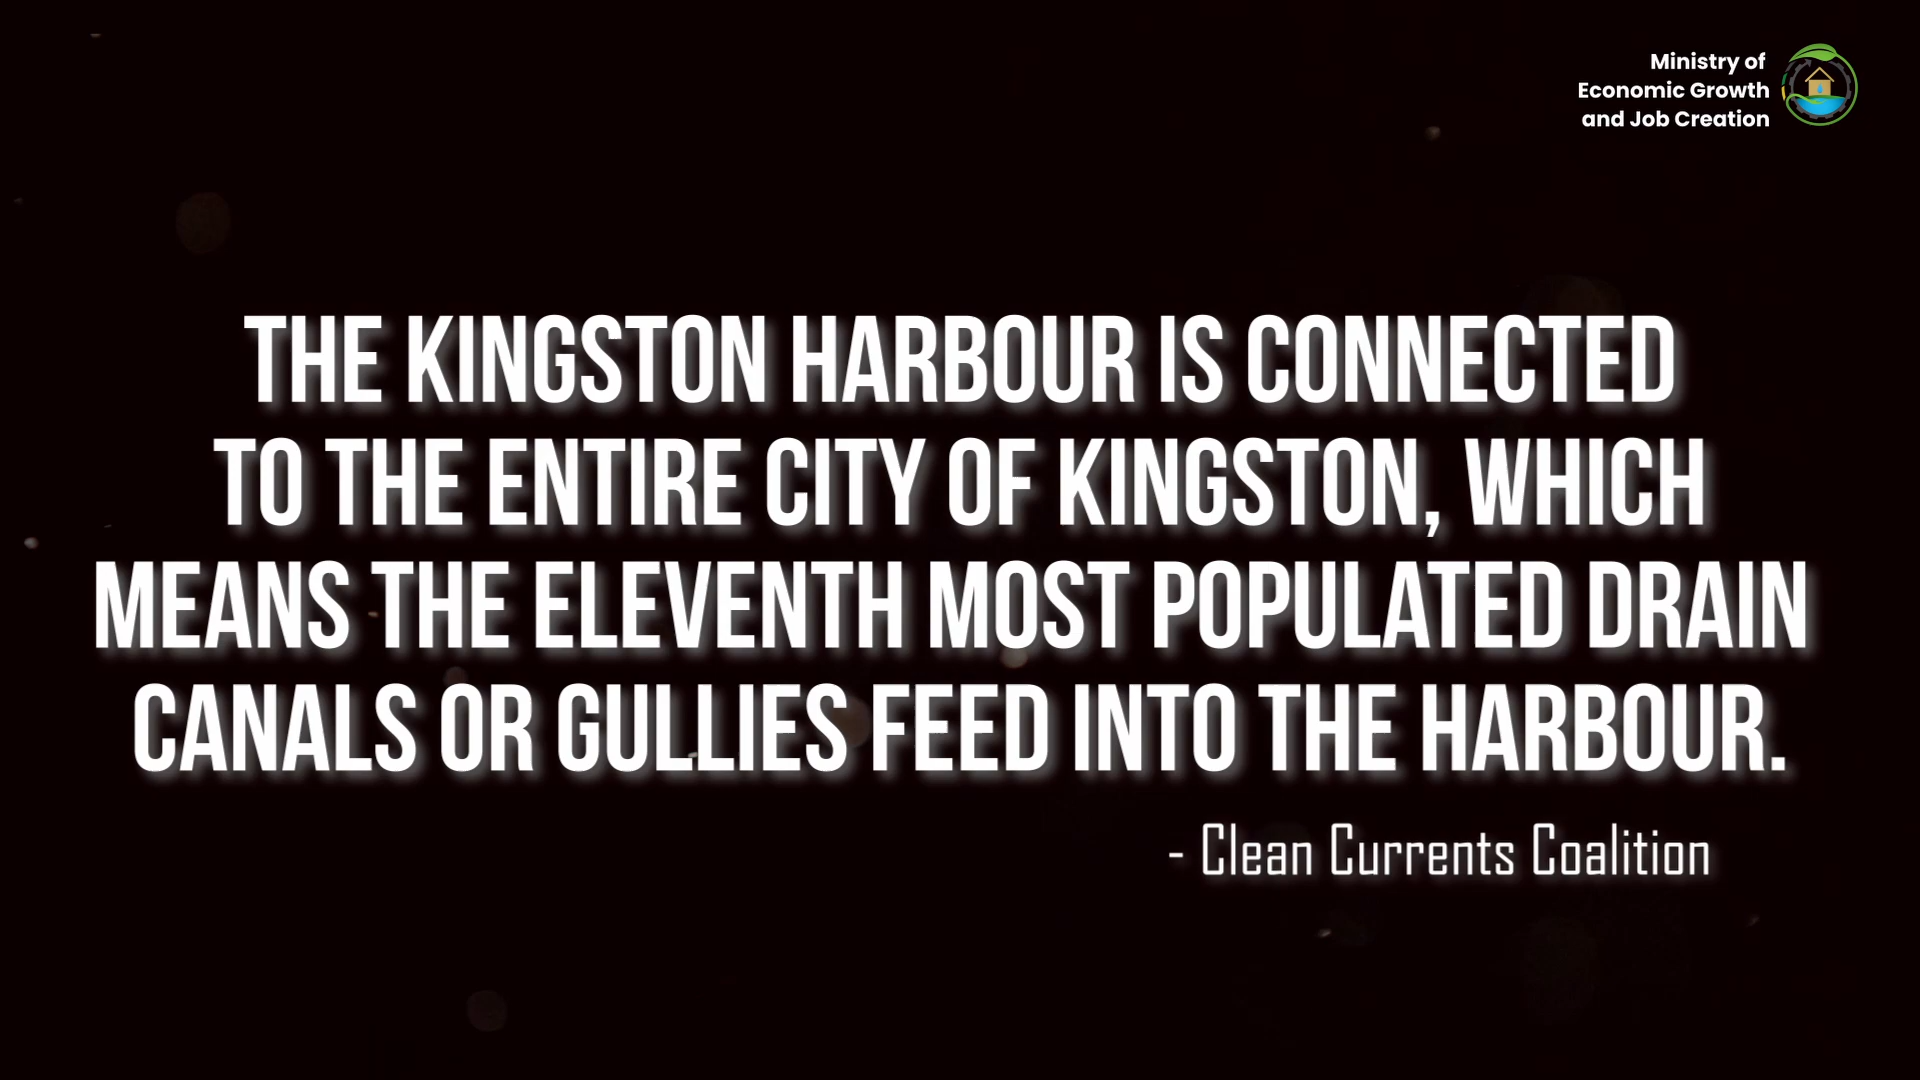 Ministry of
Economic Growth
and Job Creation
THE KINGSTON HARBOUR IS CONNECTED
TO THE ENTIRE CITY OF KINGSTON, WHICH
MEANS THE ELEVENTH MOST POPULATED DRAIN
CANALS OR GULLIES FEED INTO THE HARBOUR.
- Clean Currents Coalition